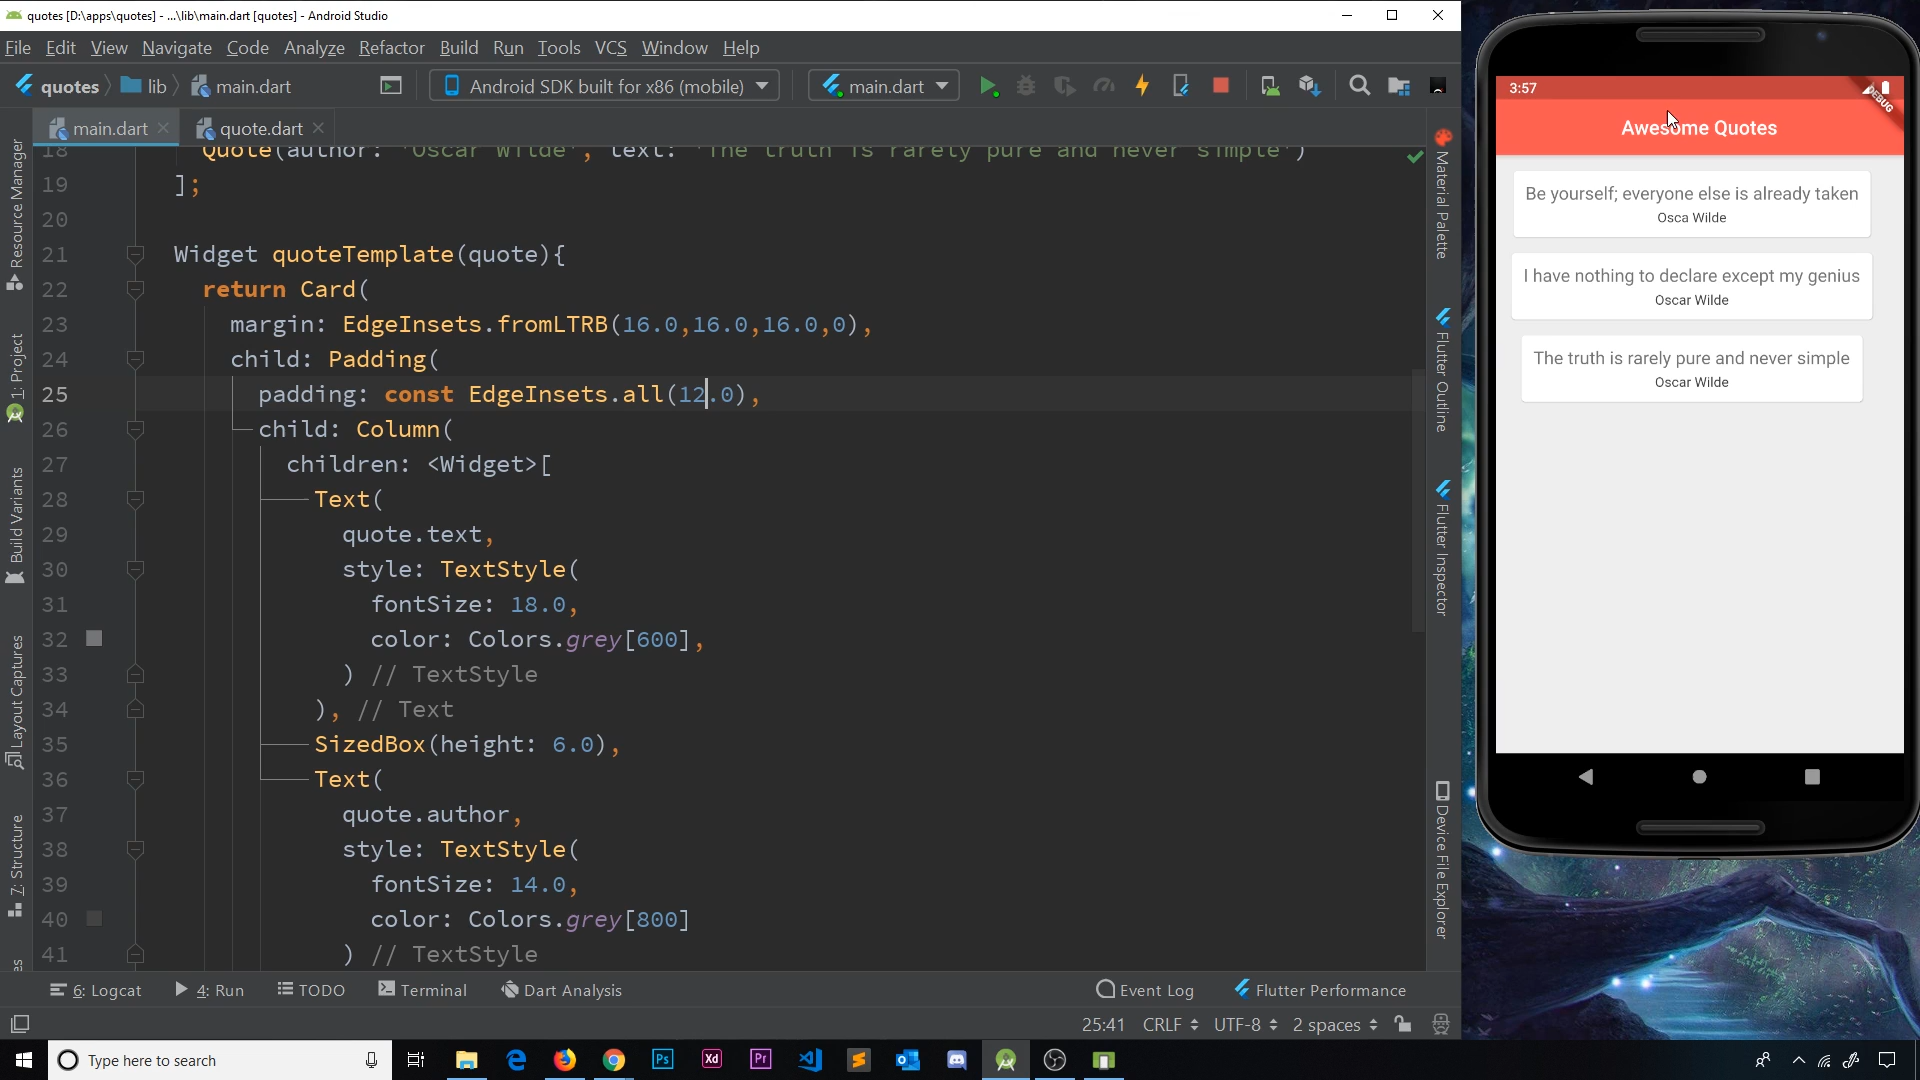 quotes [D:\apps\quotes] - ...\lib\main.dart [quotes] - Android Studio
File Edit View Navigate Code Analyze Refactor Build Run Tools VCS Window Help
quotes lib main.dart Android SDK built for x86 (mobile) main.dart
main.dart quote.dart
18 Quote(author: 'Oscar Wilde', text: 'The truth is rarely pure and never simple')
19 ];
20
21 Widget quoteTemplate(quote){
22 return Card(
23 margin: EdgeInsets.fromLTRB(16.0,16.0,16.0,0),
24 child: Padding(
25 padding: const EdgeInsets.all(12.0),
26 child: Column(
27 children: <Widget>[
28 Text(
29 quote.text,
30 style: TextStyle(
31 fontSize: 18.0,
32 color: Colors.grey[600],
33 ) // TextStyle
34 ), // Text
35 SizedBox(height: 6.0),
36 Text(
37 quote.author,
38 style: TextStyle(
39 fontSize: 14.0,
40 color: Colors.grey[800]
41 ) // TextStyle
Resource Manager
1: Project
Build Variants
Layout Captures
7: Structure
Material Palette
Flutter Outline
Flutter Inspector
Device File Explorer
6: Logcat 4: Run TODO Terminal Dart Analysis Event Log Flutter Performance
25:41 CRLF UTF-8 2 spaces
Type here to search
Ps Xd Pr
3:57
DEBUG
Awesome Quotes
Be yourself; everyone else is already taken
Osca Wilde
I have nothing to declare except my genius
Oscar Wilde
The truth is rarely pure and never simple
Oscar Wilde